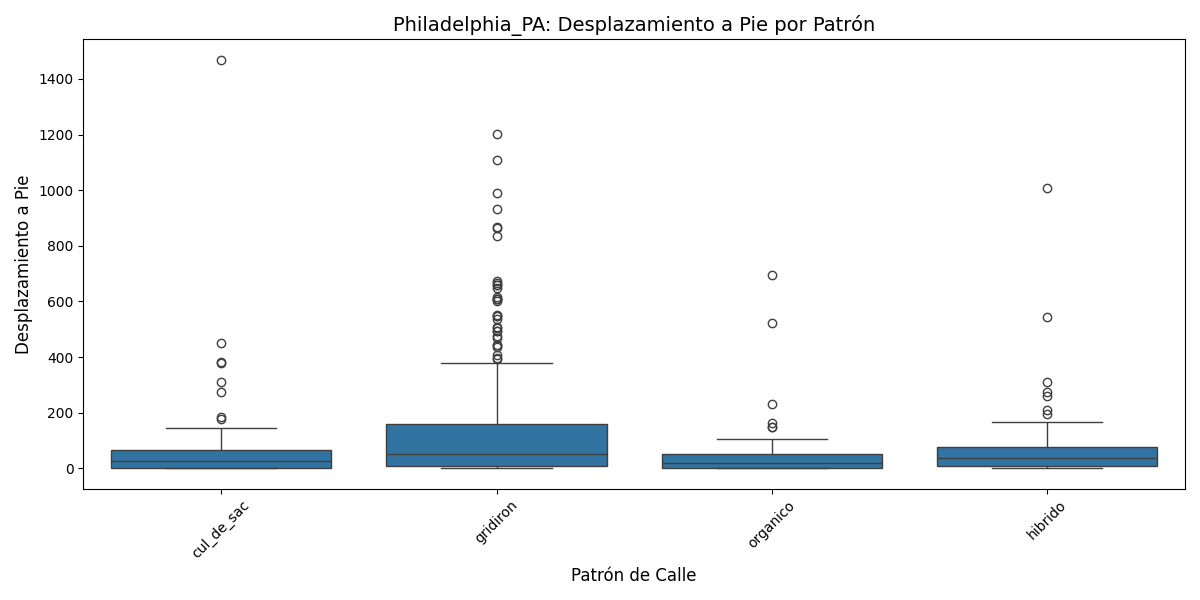 Philadelphia_PA: Desplazamiento a Pie por Patrón
Desplazamiento a Pie
1400
1200
1000
800
600
400
200
0
cul_de_sac
gridiron
organico
hibrido
Patrón de Calle